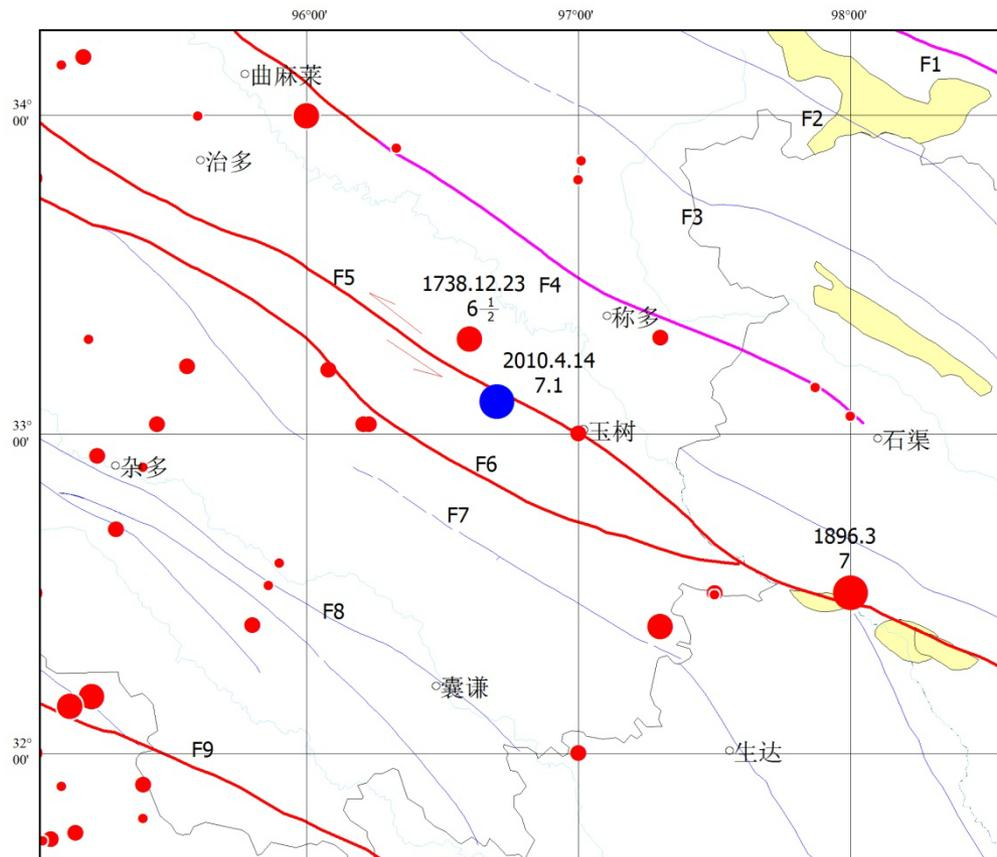 96°00'
97°00'
98°00'
F1
曲麻莱
34°
00'
F2
治多
F3
F5
1738.12.23
F4
6 1/2
称多
2010.4.14
7.1
33°
00'
玉树
石渠
F6
杂多
F7
1896.3
7
F8
囊谦
32°
00'
F9
生达